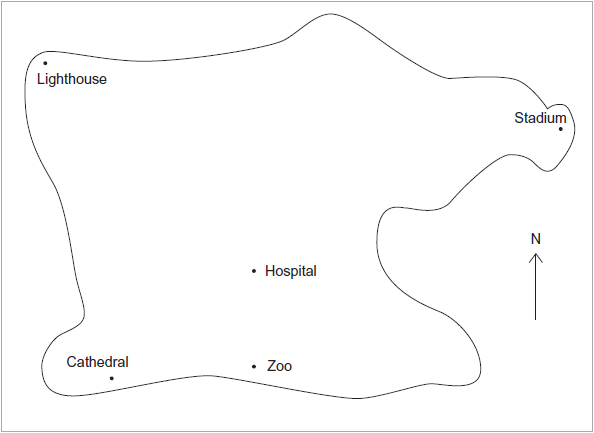 Lighthouse
Stadium
N
Hospital
Cathedral
Zoo